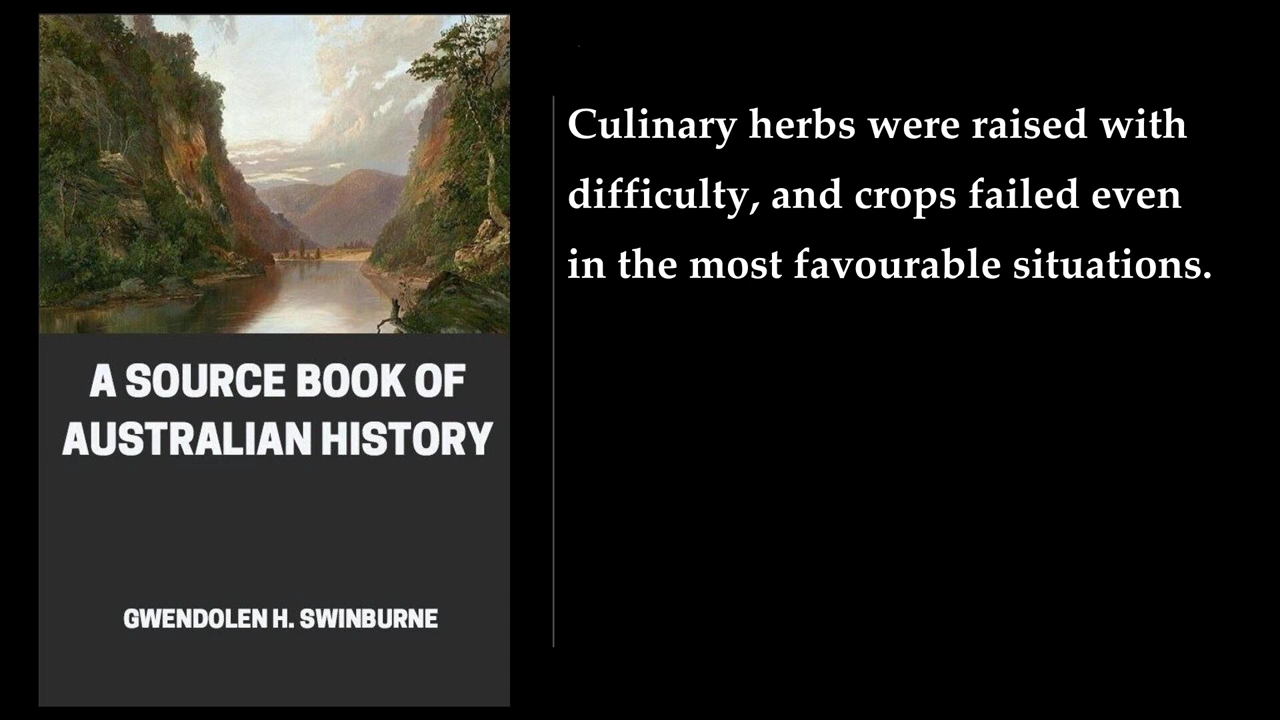 A SOURCE BOOK OF
AUSTRALIAN HISTORY
GWENDOLEN H. SWINBURNE
Culinary herbs were raised with
difficulty, and crops failed even
in the most favourable situations.